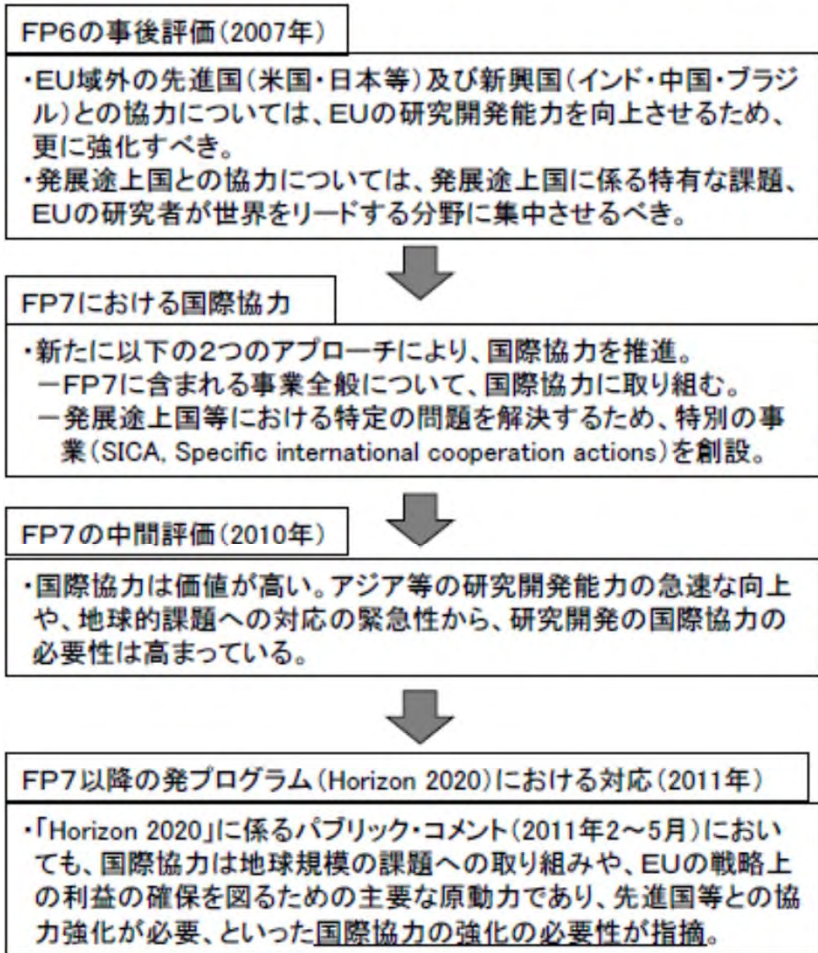 FP6の事後評価(2007年)
・EU域外の先進国(米国・日本等)及び新興国(インド・中国・ブラジ
ル)との協力については、EUの研究開発能力を向上させるため、
更に強化すべき。
・発展途上国との協力については、発展途上国に係る特有な課題、
EUの研究者が世界をリードする分野に集中させるべき。
FP7における国際協力
・新たに以下の2つのアプローチにより、国際協力を推進。
－FP7に含まれる事業全般について、国際協力に取り組む。
－発展途上国等における特定の問題を解決するため、特別の事
業(SICA, Specific international cooperation actions)を創設。
FP7の中間評価(2010年)
・国際協力は価値が高い。アジア等の研究開発能力の急速な向上
や、地球的課題への対応の緊急性から、研究開発の国際協力の
必要性は高まっている。
FP7以降の発プログラム(Horizon 2020)における対応(2011年)
・「Horizon 2020」に係るパブリック・コメント(2011年2～5月)におい
ても、国際協力は地球規模の課題への取り組みや、EUの戦略上
の利益の確保を図るための主要な原動力であり、先進国等との協
力強化が必要、といった国際協力の強化の必要性が指摘。